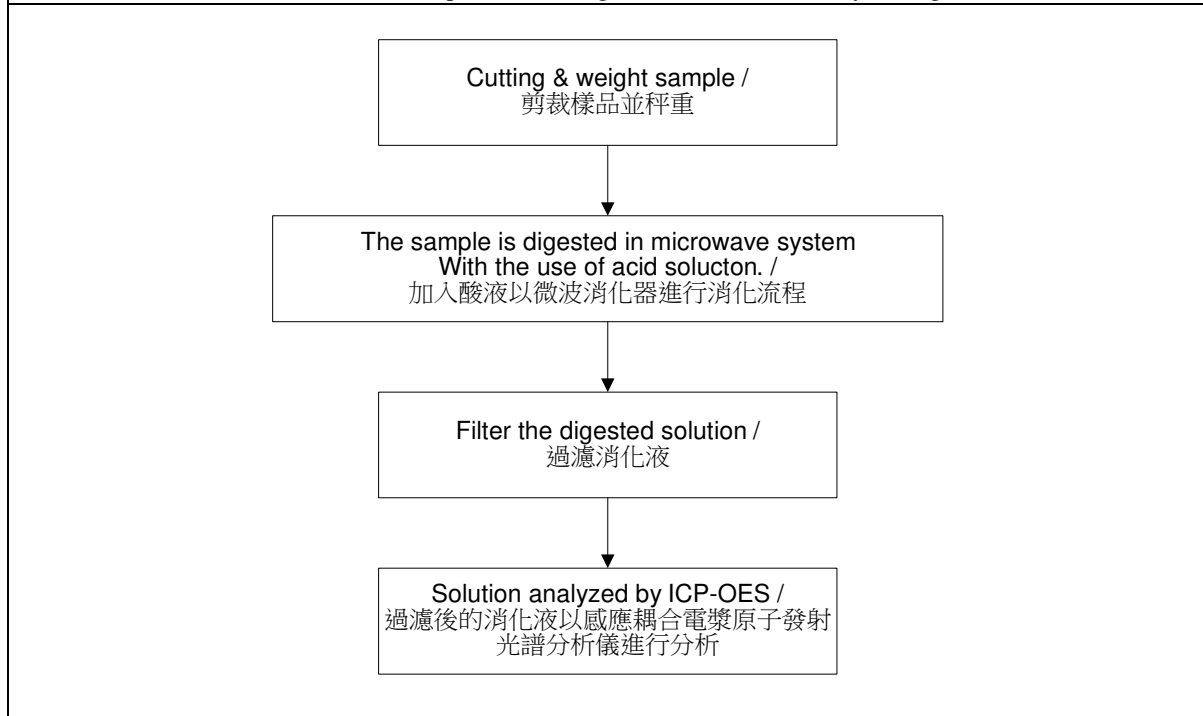 Cutting & weight sample /
剪裁樣品並秤重
The sample is digested in microwave system
With the use of acid soluction. /
加入酸液以微波消化器進行消化流程
Filter the digested solution /
過濾消化液
Solution analyzed by ICP-OES /
過濾後的消化液以感應耦合電漿原子發射
光譜分析儀進行分析